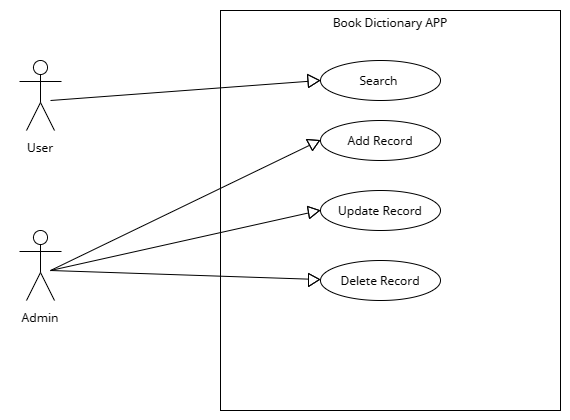 Book Dictionary APP
Search
User
Add Record
Update Record
Delete Record
Admin